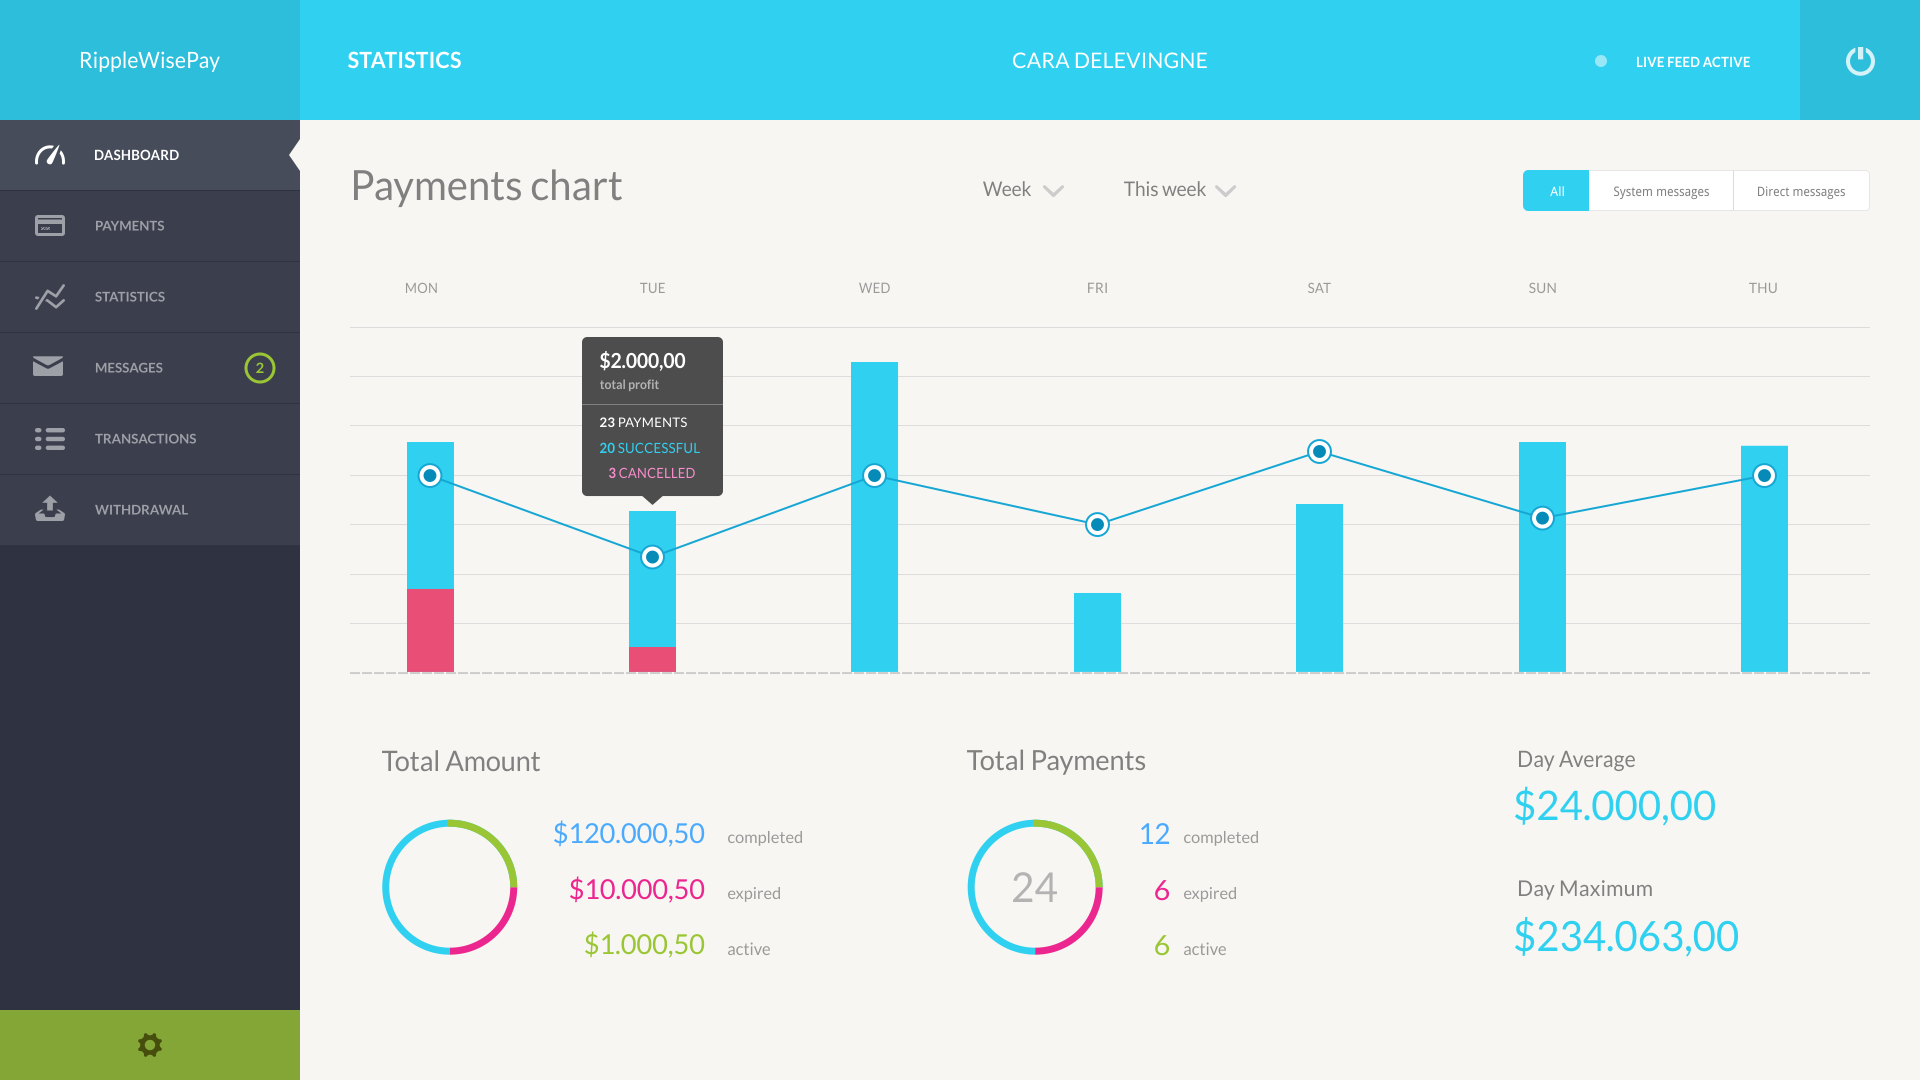 RippleWisePay
STATISTICS
CARA DELEVINGNE
LIVE FEED ACTIVE
DASHBOARD
PAYMENTS
STATISTICS
MESSAGES
2
TRANSACTIONS
WITHDRAWAL
Payments chart
Week
This week
All
System messages
Direct messages
MON
TUE
WED
FRI
SAT
SUN
THU
$2.000,00
total profit
23 PAYMENTS
20 SUCCESSFUL
3 CANCELLED
Total Amount
$120.000,50 completed
$10.000,50 expired
$1.000,50 active
Total Payments
24
12 completed
6 expired
6 active
Day Average
$24.000,00
Day Maximum
$234.063,00